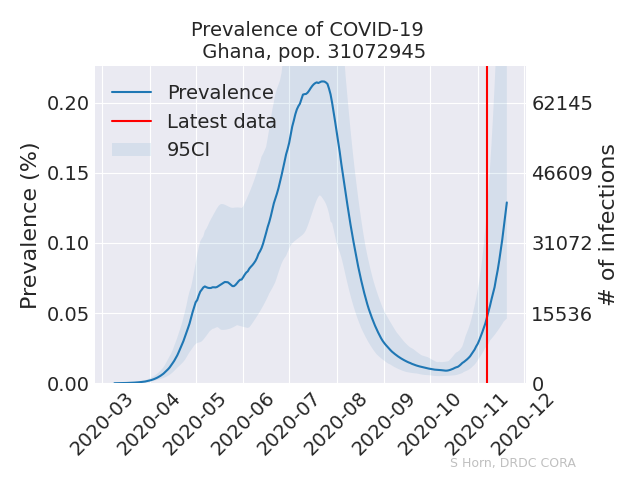 Prevalence of COVID-19
Ghana, pop. 31072945
Prevalence
Latest data
95CI
Prevalence (%)
0.20
0.15
0.10
0.05
0.00
62145
46609
31072
15536
0
# of infections
2020-03
2020-04
2020-05
2020-06
2020-07
2020-08
2020-09
2020-10
2020-11
2020-12
S Horn, DRDC CORA